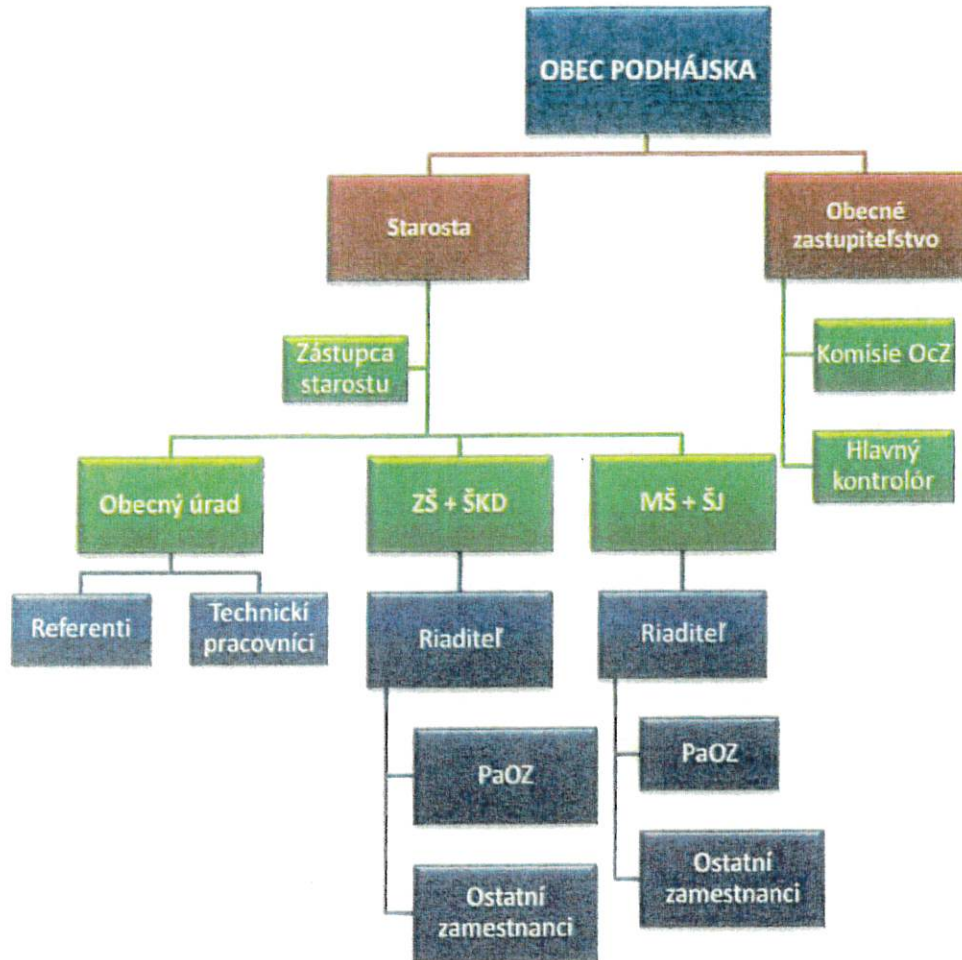 OBEC PODHÁJSKA
Starosta
Obecné
zastupiteľstvo
Zástupca
starostu
Komisie OcZ
Hlavný
kontrolór
Obecný úrad
ZŠ + ŠKD
MŠ + ŠJ
Referenti
Technickí
pracovníci
Riaditeľ
Riaditeľ
PaOZ
PaOZ
Ostatní
zamestnanci
Ostatní
zamestnanci